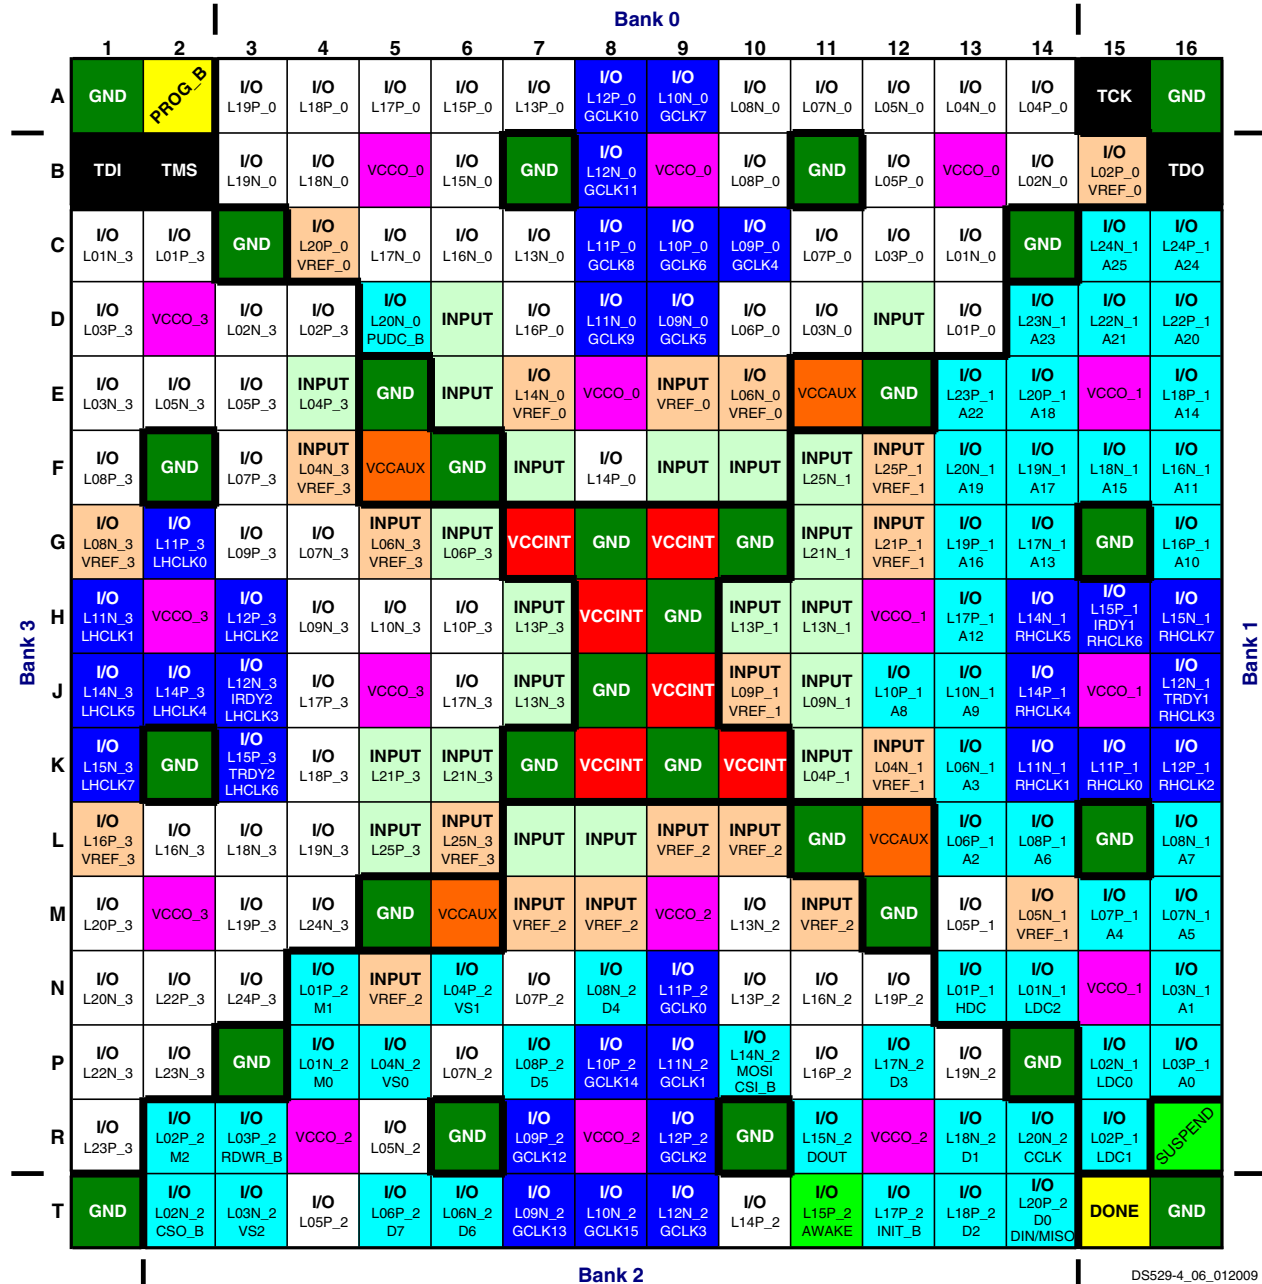 Bank 0
1 2 3 4 5 6 7 8 9 10 11 12 13 14 15 16
A
GND
PROG_B
I/O L19P_0
I/O L18P_0
I/O L17P_0
I/O L15P_0
I/O L13P_0
I/O L12P_0 GCLK10
I/O L10N_0 GCLK7
I/O L08N_0
I/O L07N_0
I/O L05N_0
I/O L04N_0
I/O L04P_0
TCK
GND
B
TDI
TMS
I/O L19N_0
I/O L18N_0
VCCO_0
I/O L15N_0
GND
I/O L12N_0 GCLK11
VCCO_0
I/O L08P_0
GND
I/O L05P_0
VCCO_0
I/O L02N_0
I/O L02P_0 VREF_0
TDO
C
I/O L01N_3
I/O L01P_3
GND
I/O L20P_0 VREF_0
I/O L17N_0
I/O L16N_0
I/O L13N_0
I/O L11P_0 GCLK8
I/O L10P_0 GCLK6
I/O L09P_0 GCLK4
I/O L07P_0
I/O L03P_0
I/O L01N_0
GND
I/O L24N_1 A25
I/O L24P_1 A24
D
I/O L03P_3
VCCO_3
I/O L02N_3
I/O L02P_3
I/O L20N_0 PUDC_B
INPUT
I/O L16P_0
I/O L11N_0 GCLK9
I/O L09N_0 GCLK5
I/O L06P_0
I/O L03N_0
INPUT
I/O L01P_0
I/O L23N_1 A23
I/O L22N_1 A21
I/O L22P_1 A20
E
I/O L03N_3
I/O L05N_3
I/O L05P_3
INPUT L04P_3
GND
INPUT
I/O L14N_0 VREF_0
VCCO_0
INPUT VREF_0
I/O L06N_0 VREF_0
VCCAUX
GND
I/O L23P_1 A22
I/O L20P_1 A18
VCCO_1
I/O L18P_1 A14
F
I/O L08P_3
GND
I/O L07P_3
INPUT L04N_3 VREF_3
VCCAUX
GND
INPUT
I/O L14P_0
INPUT
INPUT
INPUT L25N_1
INPUT L25P_1 VREF_1
I/O L20N_1 A19
I/O L19N_1 A17
I/O L18N_1 A15
I/O L16N_1 A11
G
I/O L08N_3 VREF_3
I/O L11P_3 LHCLK0
I/O L09P_3
I/O L07N_3
INPUT L06N_3 VREF_3
INPUT L06P_3
VCCINT
GND
VCCINT
GND
INPUT L21N_1
INPUT L21P_1 VREF_1
I/O L19P_1 A16
I/O L17N_1 A13
GND
I/O L16P_1 A10
Bank 3
H
I/O L11N_3 LHCLK1
VCCO_3
I/O L12P_3 LHCLK2
I/O L09N_3
I/O L10N_3
I/O L10P_3
INPUT L13P_3
VCCINT
GND
INPUT L13P_1
INPUT L13N_1
VCCO_1
I/O L17P_1 A12
I/O L14N_1 RHCLK5
I/O L15P_1 IRDY1 RHCLK6
I/O L15N_1 RHCLK7
Bank 1
J
I/O L14N_3 LHCLK5
I/O L14P_3 LHCLK4
I/O L12N_3 IRDY2 LHCLK3
I/O L17P_3
VCCO_3
I/O L17N_3
INPUT L13N_3
GND
VCCINT
INPUT L09P_1 VREF_1
INPUT L09N_1
I/O L10P_1 A8
I/O L10N_1 A9
I/O L14P_1 RHCLK4
VCCO_1
I/O L12N_1 TRDY1 RHCLK3
K
I/O L15N_3 LHCLK7
GND
I/O L15P_3 TRDY2 LHCLK6
I/O L18P_3
INPUT L21P_3
INPUT L21N_3
GND
VCCINT
GND
VCCINT
INPUT L04P_1
INPUT L04N_1 VREF_1
I/O L06N_1 A3
I/O L11N_1 RHCLK1
I/O L11P_1 RHCLK0
I/O L12P_1 RHCLK2
L
I/O L16P_3 VREF_3
I/O L16N_3
I/O L18N_3
I/O L19N_3
INPUT L25P_3
INPUT L25N_3 VREF_3
INPUT
INPUT
INPUT VREF_2
INPUT VREF_2
GND
VCCAUX
I/O L06P_1 A2
I/O L08P_1 A6
GND
I/O L08N_1 A7
M
I/O L20P_3
VCCO_3
I/O L19P_3
I/O L24N_3
GND
VCCAUX
INPUT VREF_2
INPUT VREF_2
VCCO_2
I/O L13N_2
INPUT VREF_2
GND
I/O L05P_1
I/O L05N_1 VREF_1
I/O L07P_1 A4
I/O L07N_1 A5
N
I/O L20N_3
I/O L22P_3
I/O L24P_3
I/O L01P_2 M1
INPUT VREF_2
I/O L04P_2 VS1
I/O L07P_2
I/O L08N_2 D4
I/O L11P_2 GCLK0
I/O L13P_2
I/O L16N_2
I/O L19P_2
I/O L01P_1 HDC
I/O L01N_1 LDC2
VCCO_1
I/O L03N_1 A1
P
I/O L22N_3
I/O L23N_3
GND
I/O L01N_2 M0
I/O L04N_2 VS0
I/O L07N_2
I/O L08P_2 D5
I/O L10P_2 GCLK14
I/O L11N_2 GCLK1
I/O L14N_2 MOSI CSI_B
I/O L16P_2
I/O L17N_2 D3
I/O L19N_2
GND
I/O L02N_1 LDC0
I/O L03P_1 A0
R
I/O L23P_3
I/O L02P_2 M2
I/O L03P_2 RDWR_B
VCCO_2
I/O L05N_2
GND
I/O L09P_2 GCLK12
VCCO_2
I/O L12P_2 GCLK2
GND
I/O L15N_2 DOUT
VCCO_2
I/O L18N_2 D1
I/O L20N_2 CCLK
I/O L02P_1 LDC1
SUSPEND
T
GND
I/O L02N_2 CSO_B
I/O L03N_2 VS2
I/O L05P_2
I/O L06P_2 D7
I/O L06N_2 D6
I/O L09N_2 GCLK13
I/O L10N_2 GCLK15
I/O L12N_2 GCLK3
I/O L14P_2
I/O L15P_2 AWAKE
I/O L17P_2 INIT_B
I/O L18P_2 D2
I/O L20P_2 D0 DIN/MISO
DONE
GND
Bank 2
DS529-4_06_012009